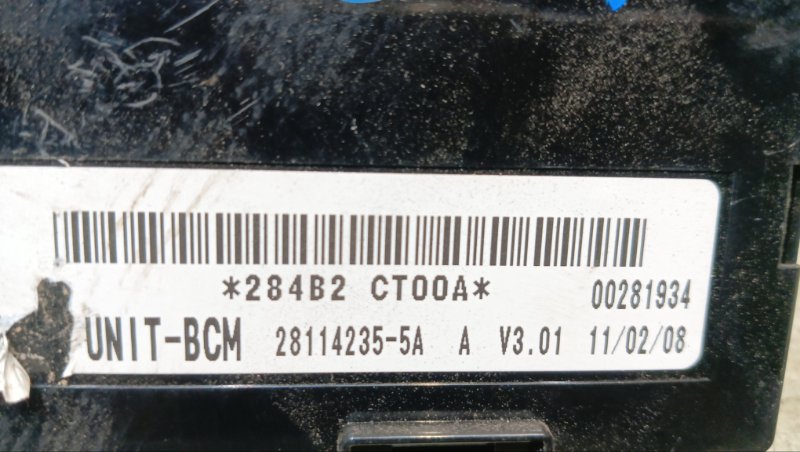 *284B2 CT00A*
00281934
UNIT-BCM 28114235-5A A V3.01 11/02/08